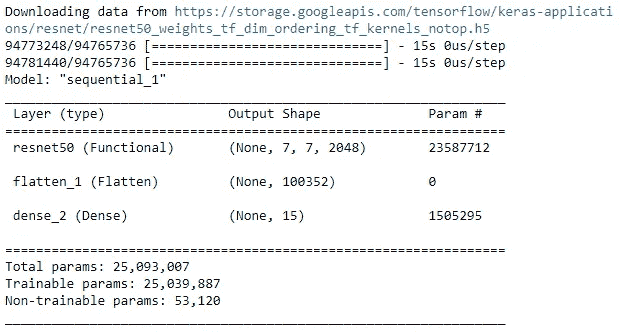 Downloading data from https://storage.googleapis.com/tensorflow/keras-applicati
ons/resnet/resnet50_weights_tf_dim_ordering_tf_kernels_notop.h5
94773248/94765736 [==============================] - 15s 0us/step
94781440/94765736 [==============================] - 15s 0us/step
Model: "sequential_1"
_________________________________________________________________
Layer (type) Output Shape Param #
=================================================================
resnet50 (Functional) (None, 7, 7, 2048) 23587712
flatten_1 (Flatten) (None, 100352) 0
dense_2 (Dense) (None, 15) 1505295
=================================================================
Total params: 25,093,007
Trainable params: 25,039,887
Non-trainable params: 53,120
_________________________________________________________________